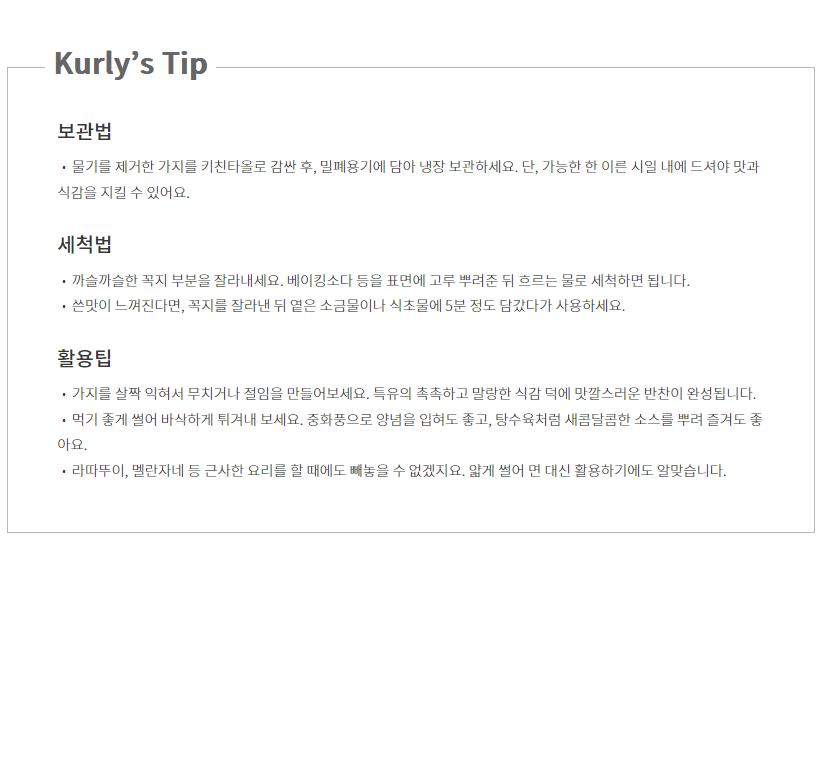 Kurly’s Tip
보관법
・물기를 제거한 가지를 키친타올로 감싼 후, 밀폐용기에 담아 냉장 보관하세요. 단, 가능한 한 이른 시일 내에 드셔야 맛과
식감을 지킬 수 있어요.
세척법
・까슬까슬한 꼭지 부분을 잘라내세요. 베이킹소다 등을 표면에 고루 뿌려준 뒤 흐르는 물로 세척하면 됩니다.
・쓴맛이 느껴진다면, 꼭지를 잘라낸 뒤 옅은 소금물이나 식초물에 5분 정도 담갔다가 사용하세요.
활용팁
・가지를 살짝 익혀서 무치거나 절임을 만들어보세요. 특유의 촉촉하고 말랑한 식감 덕에 맛깔스러운 반찬이 완성됩니다.
・먹기 좋게 썰어 바삭하게 튀겨내 보세요. 중화풍으로 양념을 입혀도 좋고, 탕수육처럼 새콤달콤한 소스를 뿌려 즐겨도 좋
아요.
・라따뚜이, 멜란자네 등 근사한 요리를 할 때에도 빼놓을 수 없겠지요. 얇게 썰어 면 대신 활용하기에도 알맞습니다.